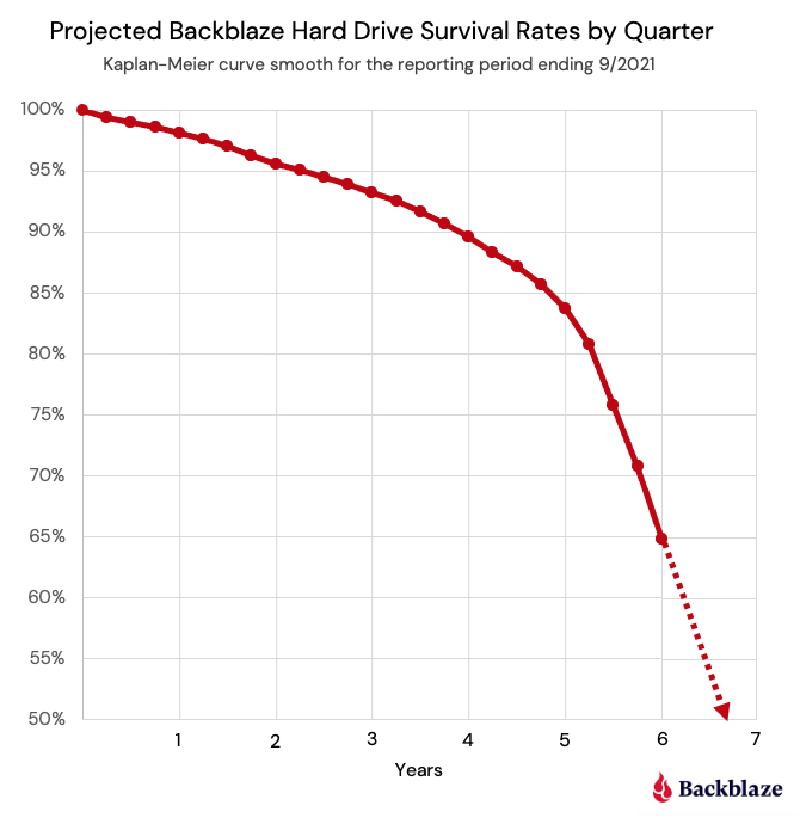 Projected Backblaze Hard Drive Survival Rates by Quarter
Kaplan-Meier curve smooth for the reporting period ending 9/2021
100%
95%
90%
85%
80%
75%
70%
65%
60%
55%
50%
1 2 3 4 5 6 7
Years
Backblaze